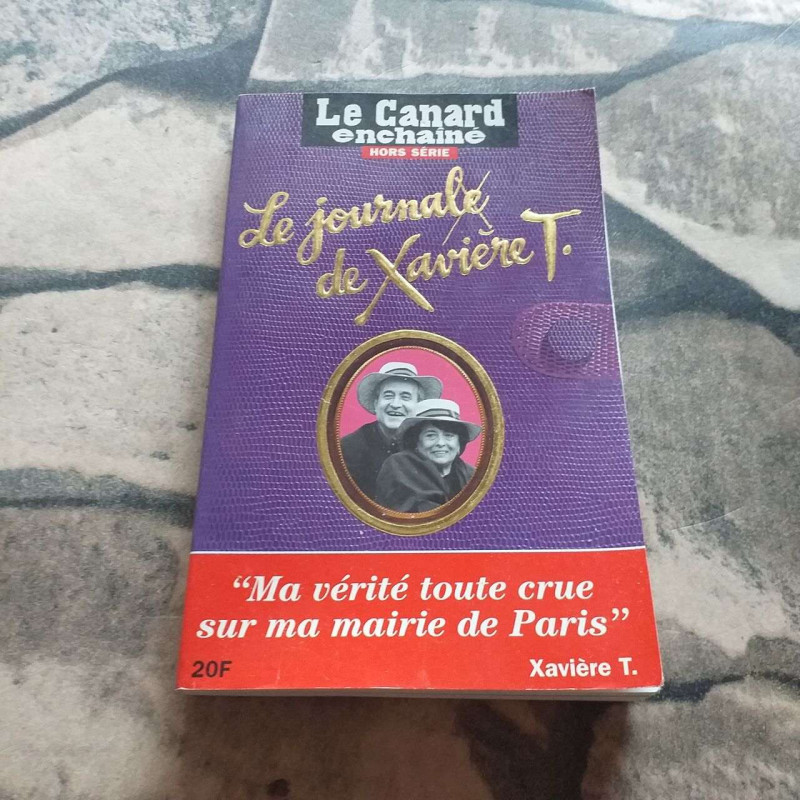 Le Canard
enchaîné
HORS SÉRIE
Le journale
de Xavière T.
“Ma vérité toute crue
sur ma mairie de Paris”
20F Xavière T.